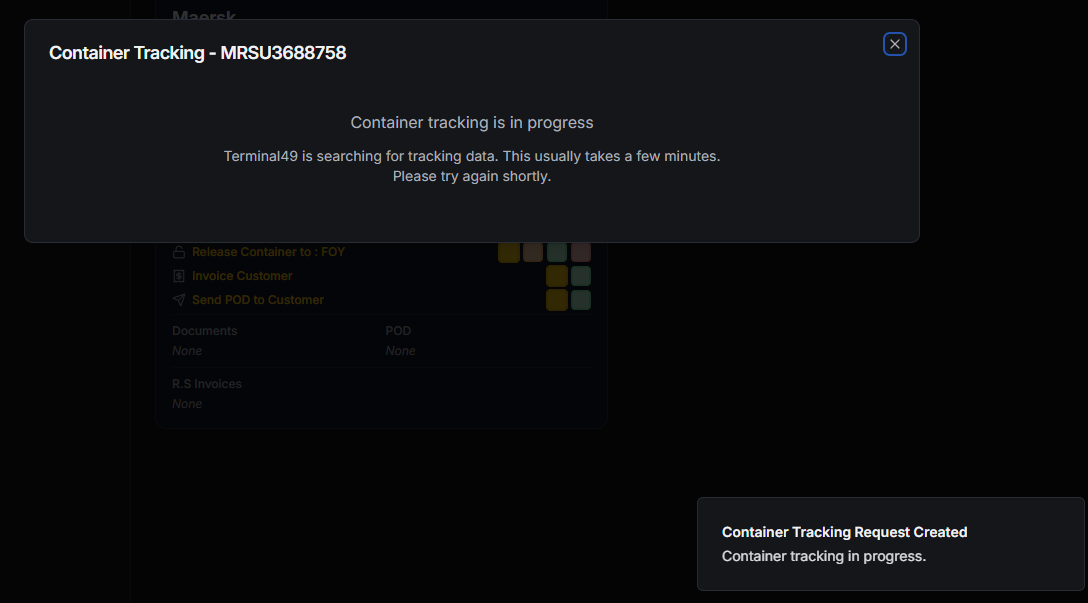 Maersk
Container Tracking - MRSU3688758
Container tracking is in progress
Terminal49 is searching for tracking data. This usually takes a few minutes.
Please try again shortly.
Release Container to : FOY
Invoice Customer
Send POD to Customer
Documents
POD
None
None
R.S Invoices
None
Container Tracking Request Created
Container tracking in progress.